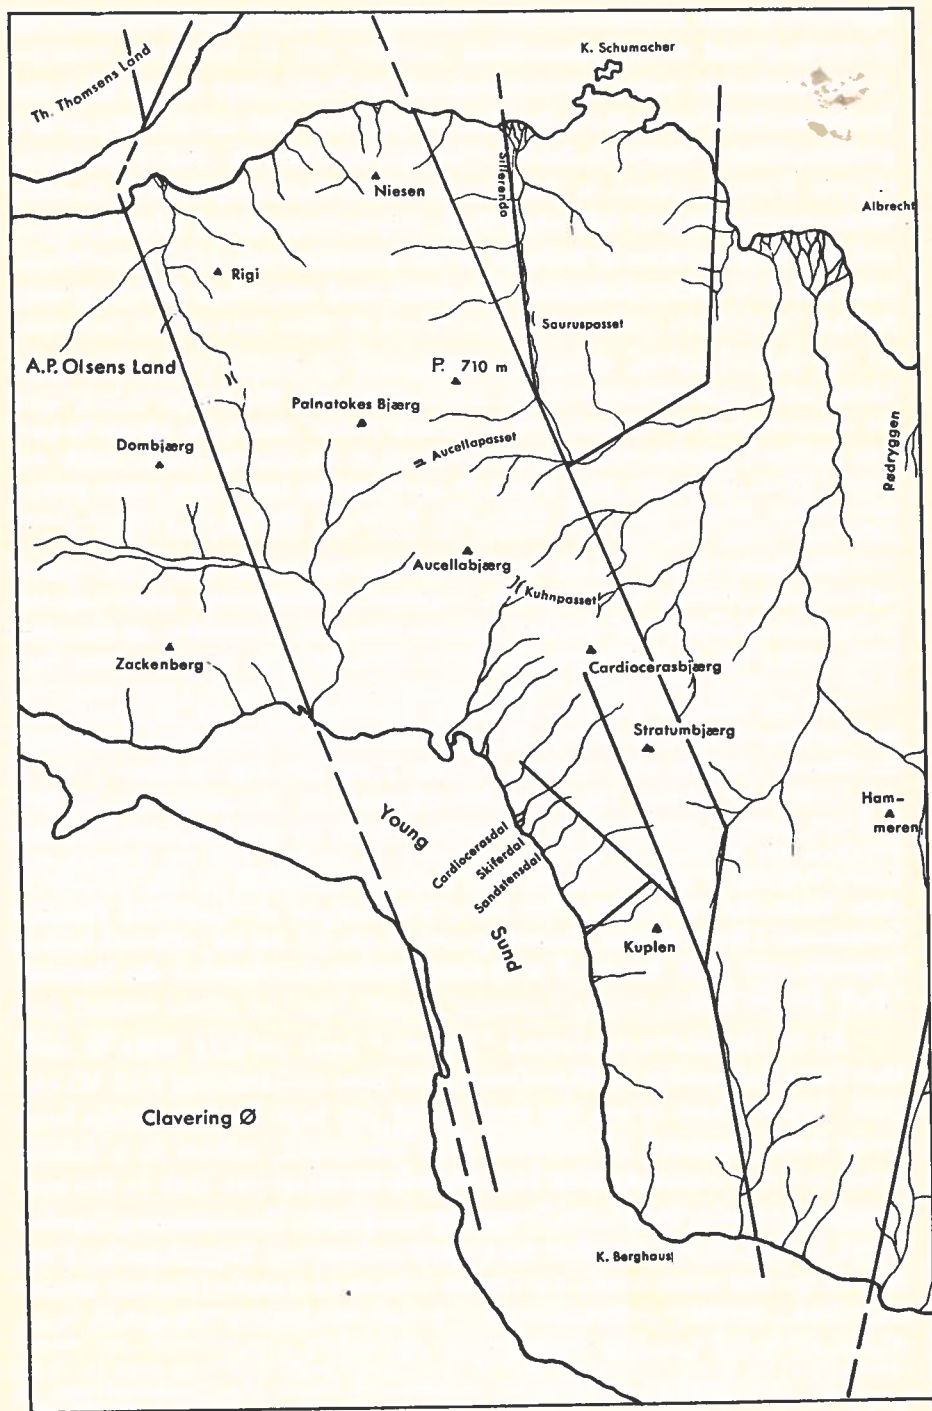 K. Schumacher
Th. Thomsens Land
Niesen
Stillerendo
Albrecht
Rigi
Sauruspasset
A.P. Olsens Land
P. 710 m
Palnatokes Bjærg
Aucellapasset
Dombjærg
Rødryggen
Aucellabjærg
Kuhnpasset
Zackenberg
Cardiocerasbjærg
Stratumbjærg
Ham-
meren
Young
Sund
Cardiocerasdal
Skiferdal
Sandstensdal
Kuplen
Clavering Ø
K. Berghaus